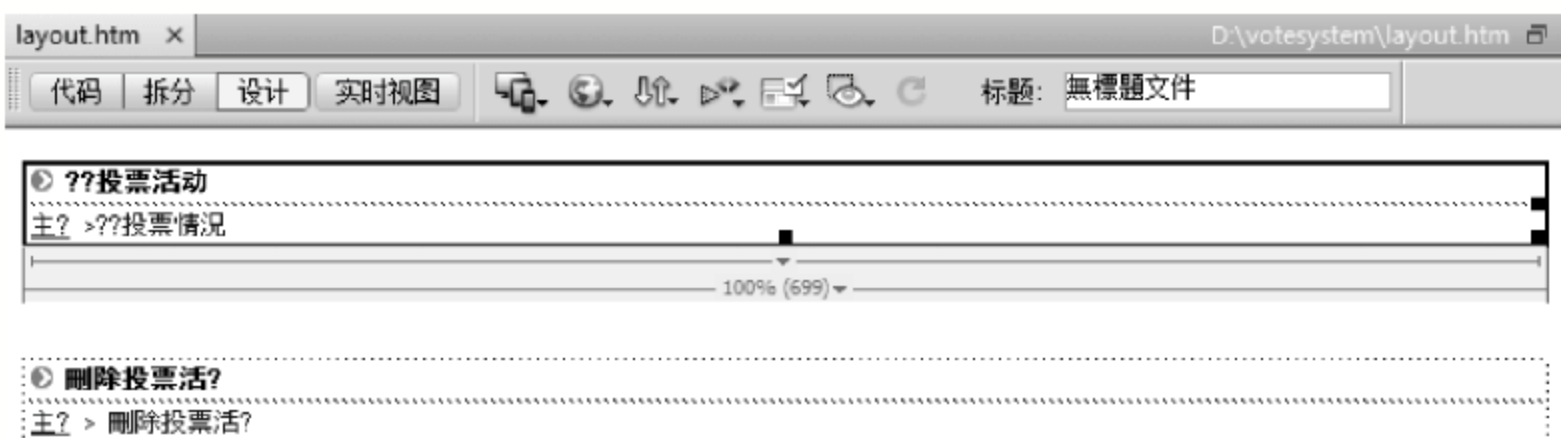 layout.htm × D:\votesystem\layout.htm
代码 拆分 设计 实时视图 标题: 無標題文件
??投票活动
主? >??投票情況
100% (699)
刪除投票活?
主? > 刪除投票活?